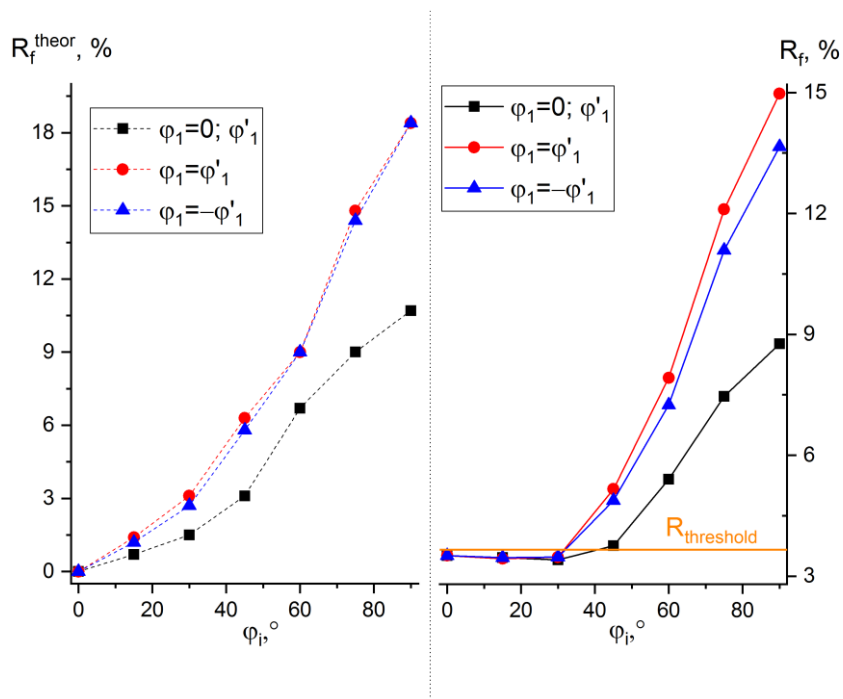 R_f^theor, %
φ₁=0; φ'₁
φ₁=φ'₁
φ₁=−φ'₁
18
15
12
9
6
3
0
0 20 40 60 80
φᵢ,°
R_f, %
φ₁=0; φ'₁
φ₁=φ'₁
φ₁=−φ'₁
15
12
9
6
3
R_threshold
0 20 40 60 80
φᵢ,°